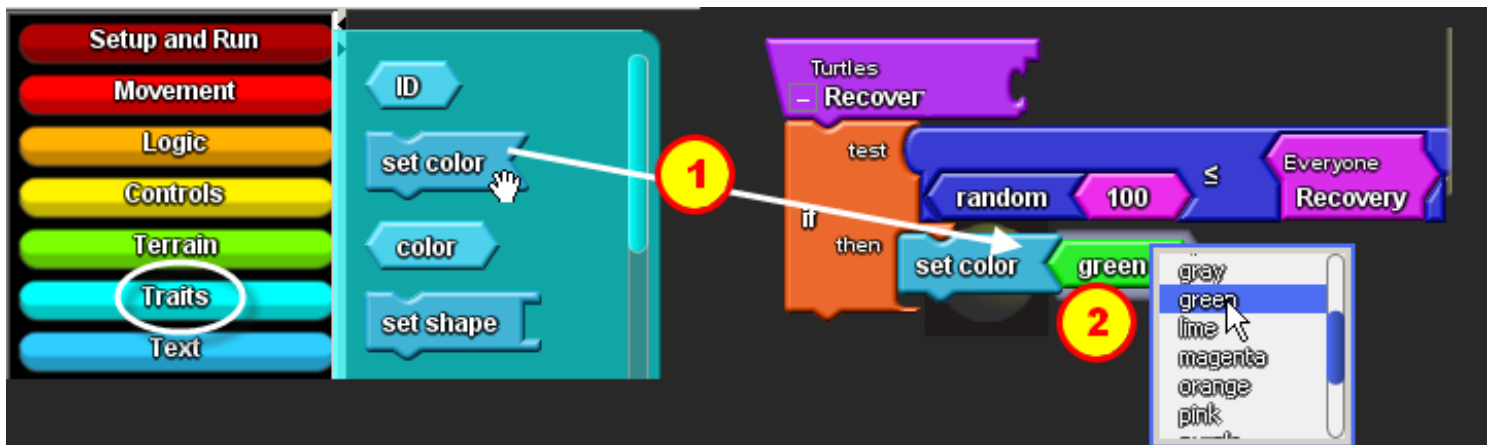 Setup and Run
Movement
Logic
Controls
Terrain
Traits
Text
ID
set color
color
set shape
1
Turtles
– Recover
test
random 100 ≤ Everyone
Recovery
if
then
set color green
2
gray
green
lime
magenta
orange
pink